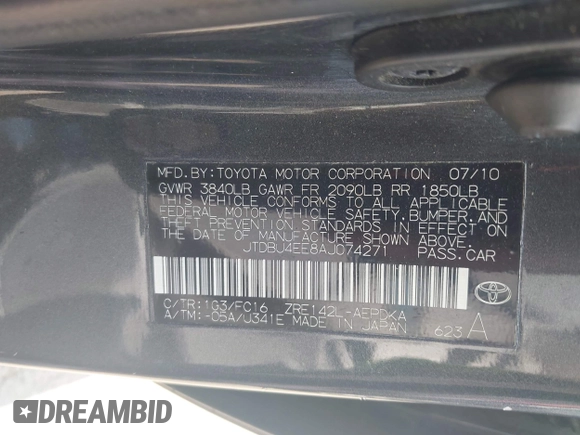 MFD.BY:TOYOTA MOTOR CORPORATION 07/10
GVWR 3840LB GAWR FR 2090LB RR 1850LB
THIS VEHICLE CONFORMS TO ALL APPLICABLE
FEDERAL MOTOR VEHICLE SAFETY,BUMPER,AND
THEFT PREVENTION STANDARDS IN EFFECT ON
THE DATE OF MANUFACTURE SHOWN ABOVE.
JTDBU4EE8AJ074271 PASS.CAR
C/TR:1G3/FC16 ZRE142L-AEPDKA
A/TM:-05A/U341E MADE IN JAPAN 623 A
DREAMBID